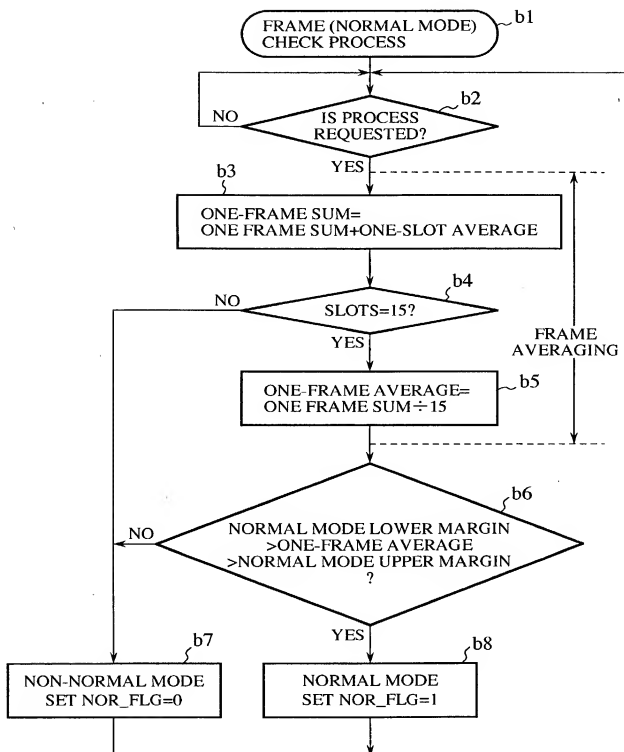 FRAME (NORMAL MODE)
CHECK PROCESS
b1
b2
NO
IS PROCESS
REQUESTED?
YES
b3
ONE-FRAME SUM=
ONE FRAME SUM+ONE-SLOT AVERAGE
b4
NO
SLOTS=15?
YES
FRAME
AVERAGING
ONE-FRAME AVERAGE=
ONE FRAME SUM÷15
b5
b6
NO
NORMAL MODE LOWER MARGIN
>ONE-FRAME AVERAGE
>NORMAL MODE UPPER MARGIN
?
YES
b7
NON-NORMAL MODE
SET NOR_FLG=0
b8
NORMAL MODE
SET NOR_FLG=1